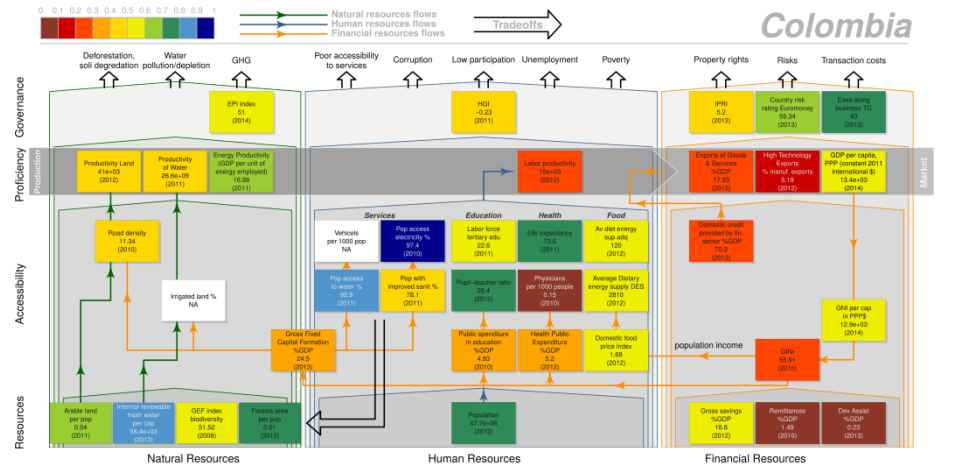 0 0.1 0.2 0.3 0.4 0.5 0.6 0.7 0.8 0.9 1
Natural resources flows
Human resources flows
Financial resources flows
Tradeoffs
Colombia
Deforestation,
soli degredation
Water
pollution/depletion
GHG
Poor accessibility
to services
Corruption
Low participation
Unemployment
Poverty
Property rights
Risks
Transaction costs
Governance
EPI Index
51
(2014)
HGI
−0.23
(2011)
IPRI
5.2
(2013)
Country risk
rating Euromoney
59.34
(2013)
Ease doing
business TC
43
(2013)
Proficiency
Production
Productivity Land
41e+03
(2012)
Productivity
of Water
26.6e+09
(2011)
Energy Productivity
(GDP per unit of
energy employed)
16.88
(2011)
Labor productivity
18e+03
(2012)
Exports of Goods
& Services
%GDP
17.83
(2013)
High Technology
Exports
% manuf. exports
5.19
(2012)
GDP per capita,
PPP (constant 2011
international $)
13.4e+03
(2014)
Market
Accessibility
Services
Education
Health
Food
Road density
11.34
(2010)
Vehicels
per 1000 pop
NA
Pop access
electricity %
97.4
(2010)
Labor force
tertiary edu
22.6
(2011)
Life expectancy
73.6
(2011)
Av diet energy
sup adq
120
(2012)
Domestic credit
provided by fin.
sector %GDP
70.2
(2013)
Irrigated land %
NA
Pop access
to water %
92.9
(2011)
Pop with
improved sanit %
78.1
(2011)
Pupil−teacher ratio
25.4
(2012)
Physicians
per 1000 people
0.15
(2010)
Average Dietary
energy supply DES
2810
(2012)
GNI per cap
in PPP$
12.9e+03
(2014)
Gross Fixed
Capital Formation
%GDP
24.5
(2013)
Public spenditure
in education
%GDP
4.83
(2010)
Health Public
Expenditure
%GDP
5.2
(2012)
Domestic food
price index
1.68
(2012)
population income
GINI
55.91
(2010)
Resources
Arable land
per pop
0.04
(2011)
Internal renewable
fresh water
per cap
56.4e+03
(2013)
GEF index
biodiversity
51.52
(2008)
Forests area
per pop
0.01
(2012)
Population
47.7e+06
(2012)
Gross savings
%GDP
18.8
(2012)
Remittances
%GDP
1.49
(2010)
Dev Assist
%GDP
0.23
(2013)
Natural Resources
Human Resources
Financial Resources